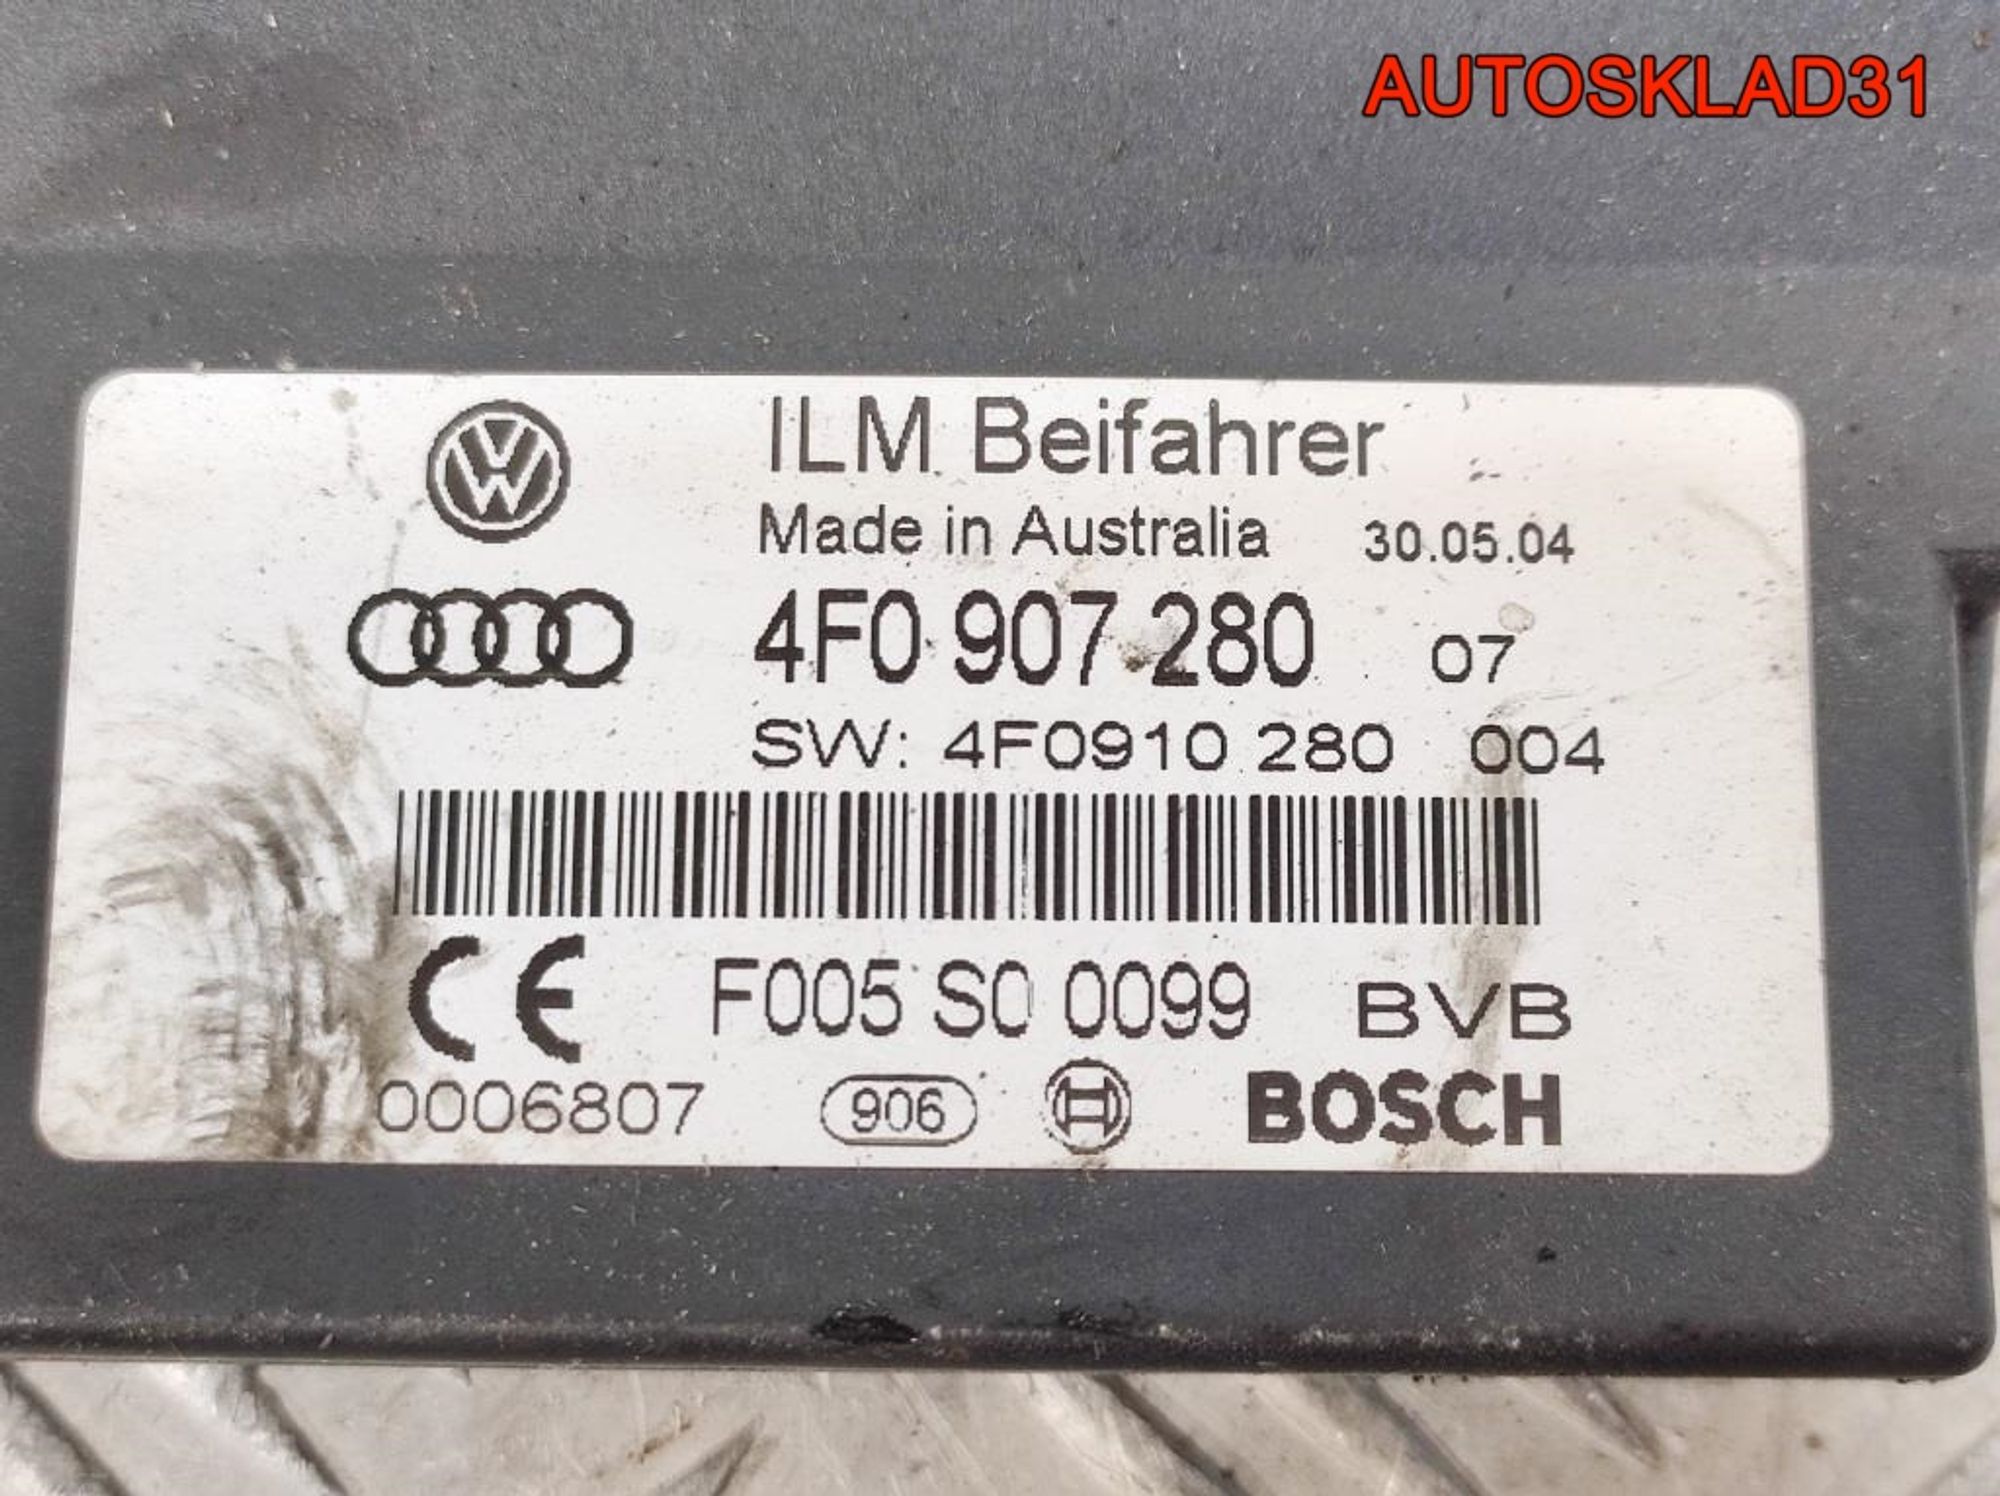 AUTOSKLAD31
ILM Beifahrer
Made in Australia 30.05.04
4F0 907 280 07
SW: 4F0910 280 004
CE F005 S0 0099 BVB
0006807 906 BOSCH